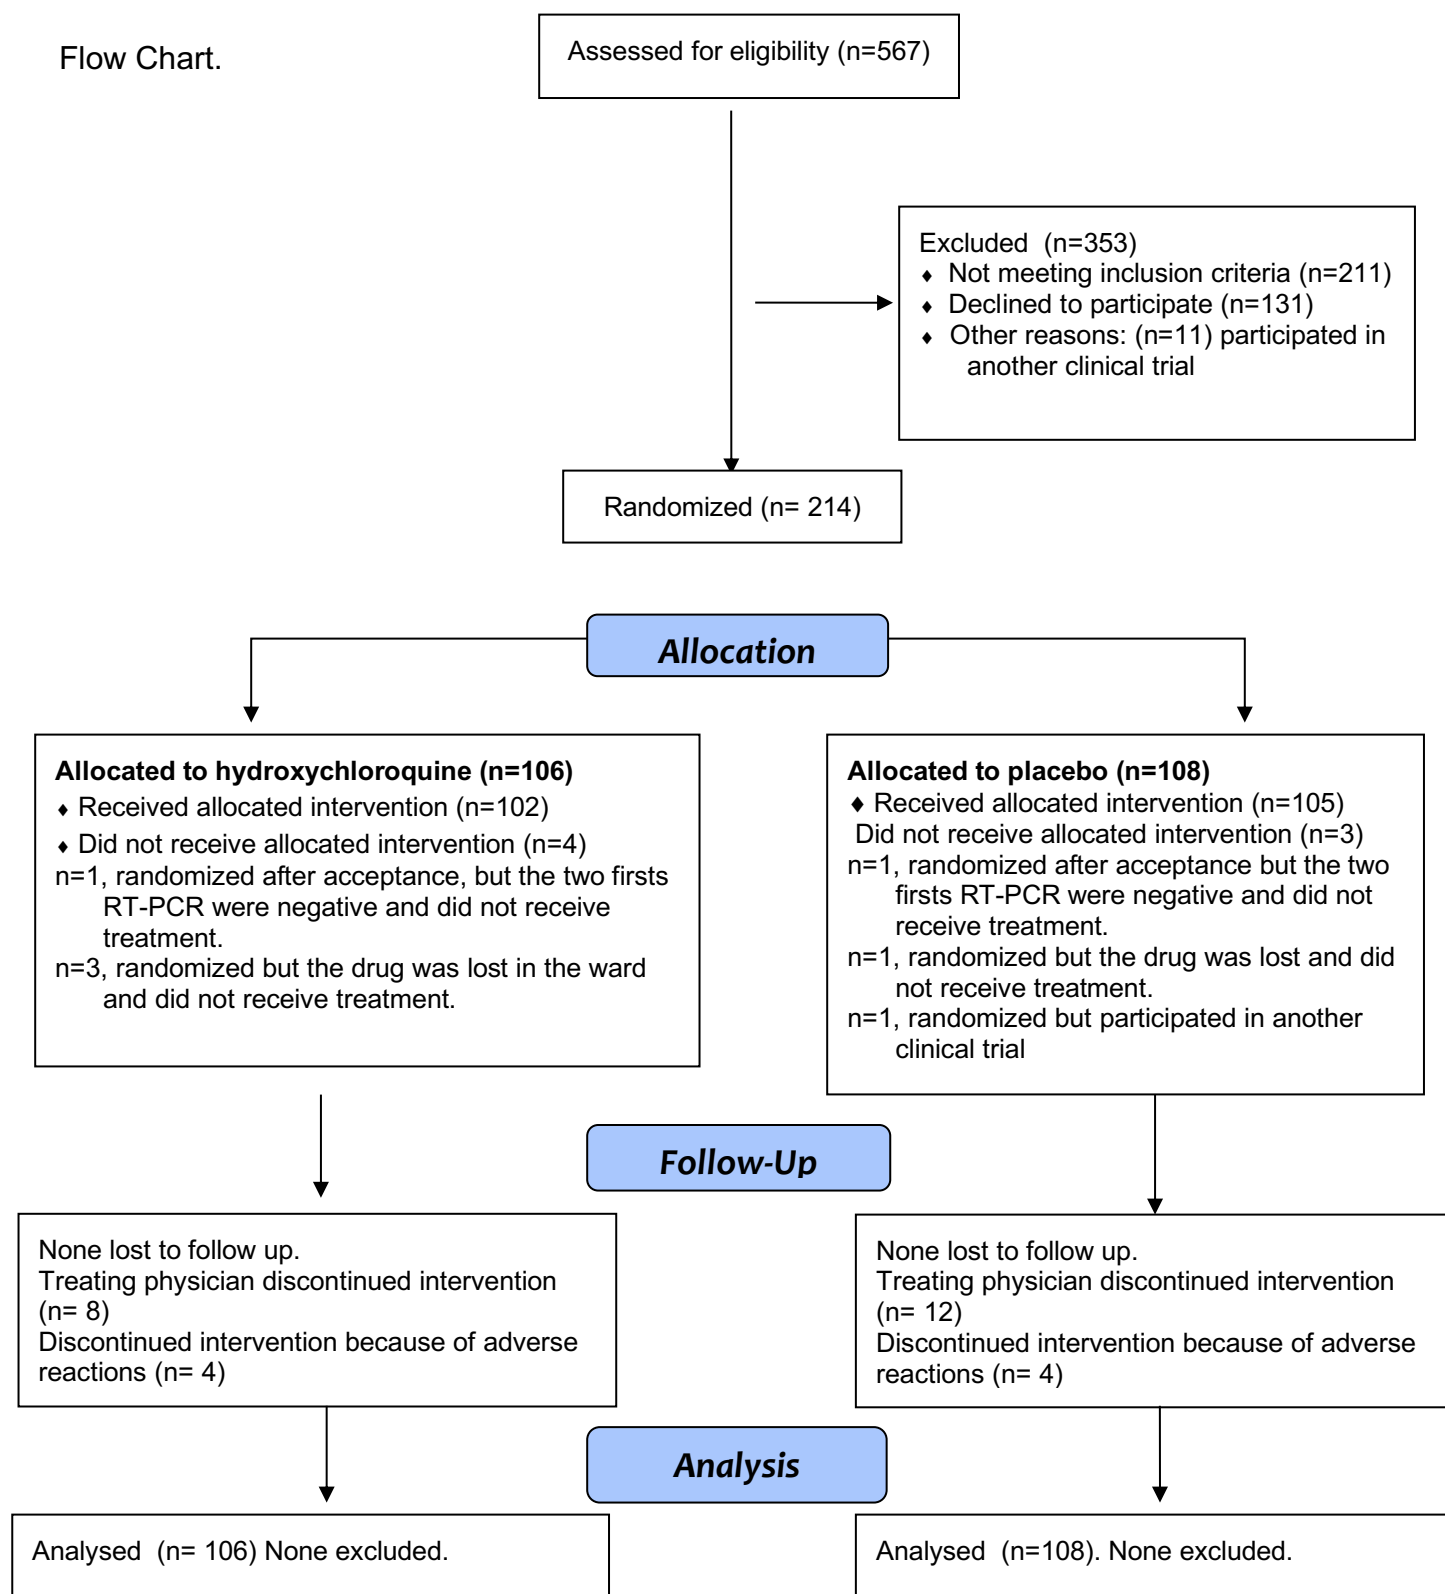 Flow Chart.
Assessed for eligibility (n=567)
Excluded  (n=353)
♦ Not meeting inclusion criteria (n=211)
♦ Declined to participate (n=131)
♦ Other reasons: (n=11) participated in
another clinical trial
Randomized (n= 214)
Allocation
Allocated to hydroxychloroquine (n=106)
♦ Received allocated intervention (n=102)
♦ Did not receive allocated intervention (n=4)
n=1, randomized after acceptance, but the two firsts
RT-PCR were negative and did not receive
treatment.
n=3, randomized but the drug was lost in the ward
and did not receive treatment.
Allocated to placebo (n=108)
♦ Received allocated intervention (n=105)
Did not receive allocated intervention (n=3)
n=1, randomized after acceptance but the two
firsts RT-PCR were negative and did not
receive treatment.
n=1, randomized but the drug was lost and did
not receive treatment.
n=1, randomized but participated in another
clinical trial
Follow-Up
None lost to follow up.
Treating physician discontinued intervention
(n= 8)
Discontinued intervention because of adverse
reactions (n= 4)
None lost to follow up.
Treating physician discontinued intervention
(n= 12)
Discontinued intervention because of adverse
reactions (n= 4)
Analysis
Analysed  (n= 106) None excluded.
Analysed  (n=108). None excluded.